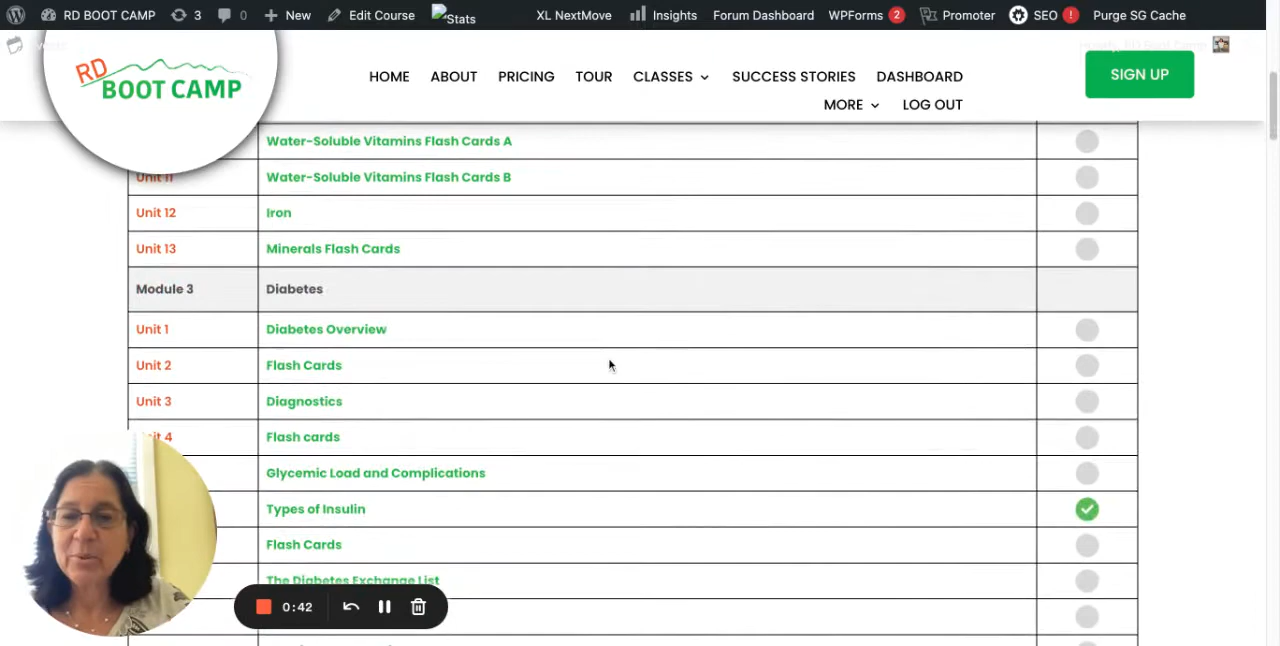 RD BOOT CAMP 3 0 New Edit Course Stats XL NextMove Insights Forum Dashboard WPForms 2 Promoter SEO ! Purge SG Cache
RD
BOOT CAMP
HOME ABOUT PRICING TOUR CLASSES SUCCESS STORIES DASHBOARD
MORE LOG OUT
SIGN UP
Water-Soluble Vitamins Flash Cards A
Unit 11 Water-Soluble Vitamins Flash Cards B
Unit 12 Iron
Unit 13 Minerals Flash Cards
Module 3 Diabetes
Unit 1 Diabetes Overview
Unit 2 Flash Cards
Unit 3 Diagnostics
4 Flash cards
Glycemic Load and Complications
Types of Insulin
Flash Cards
The Diabetes Exchange List
0:42